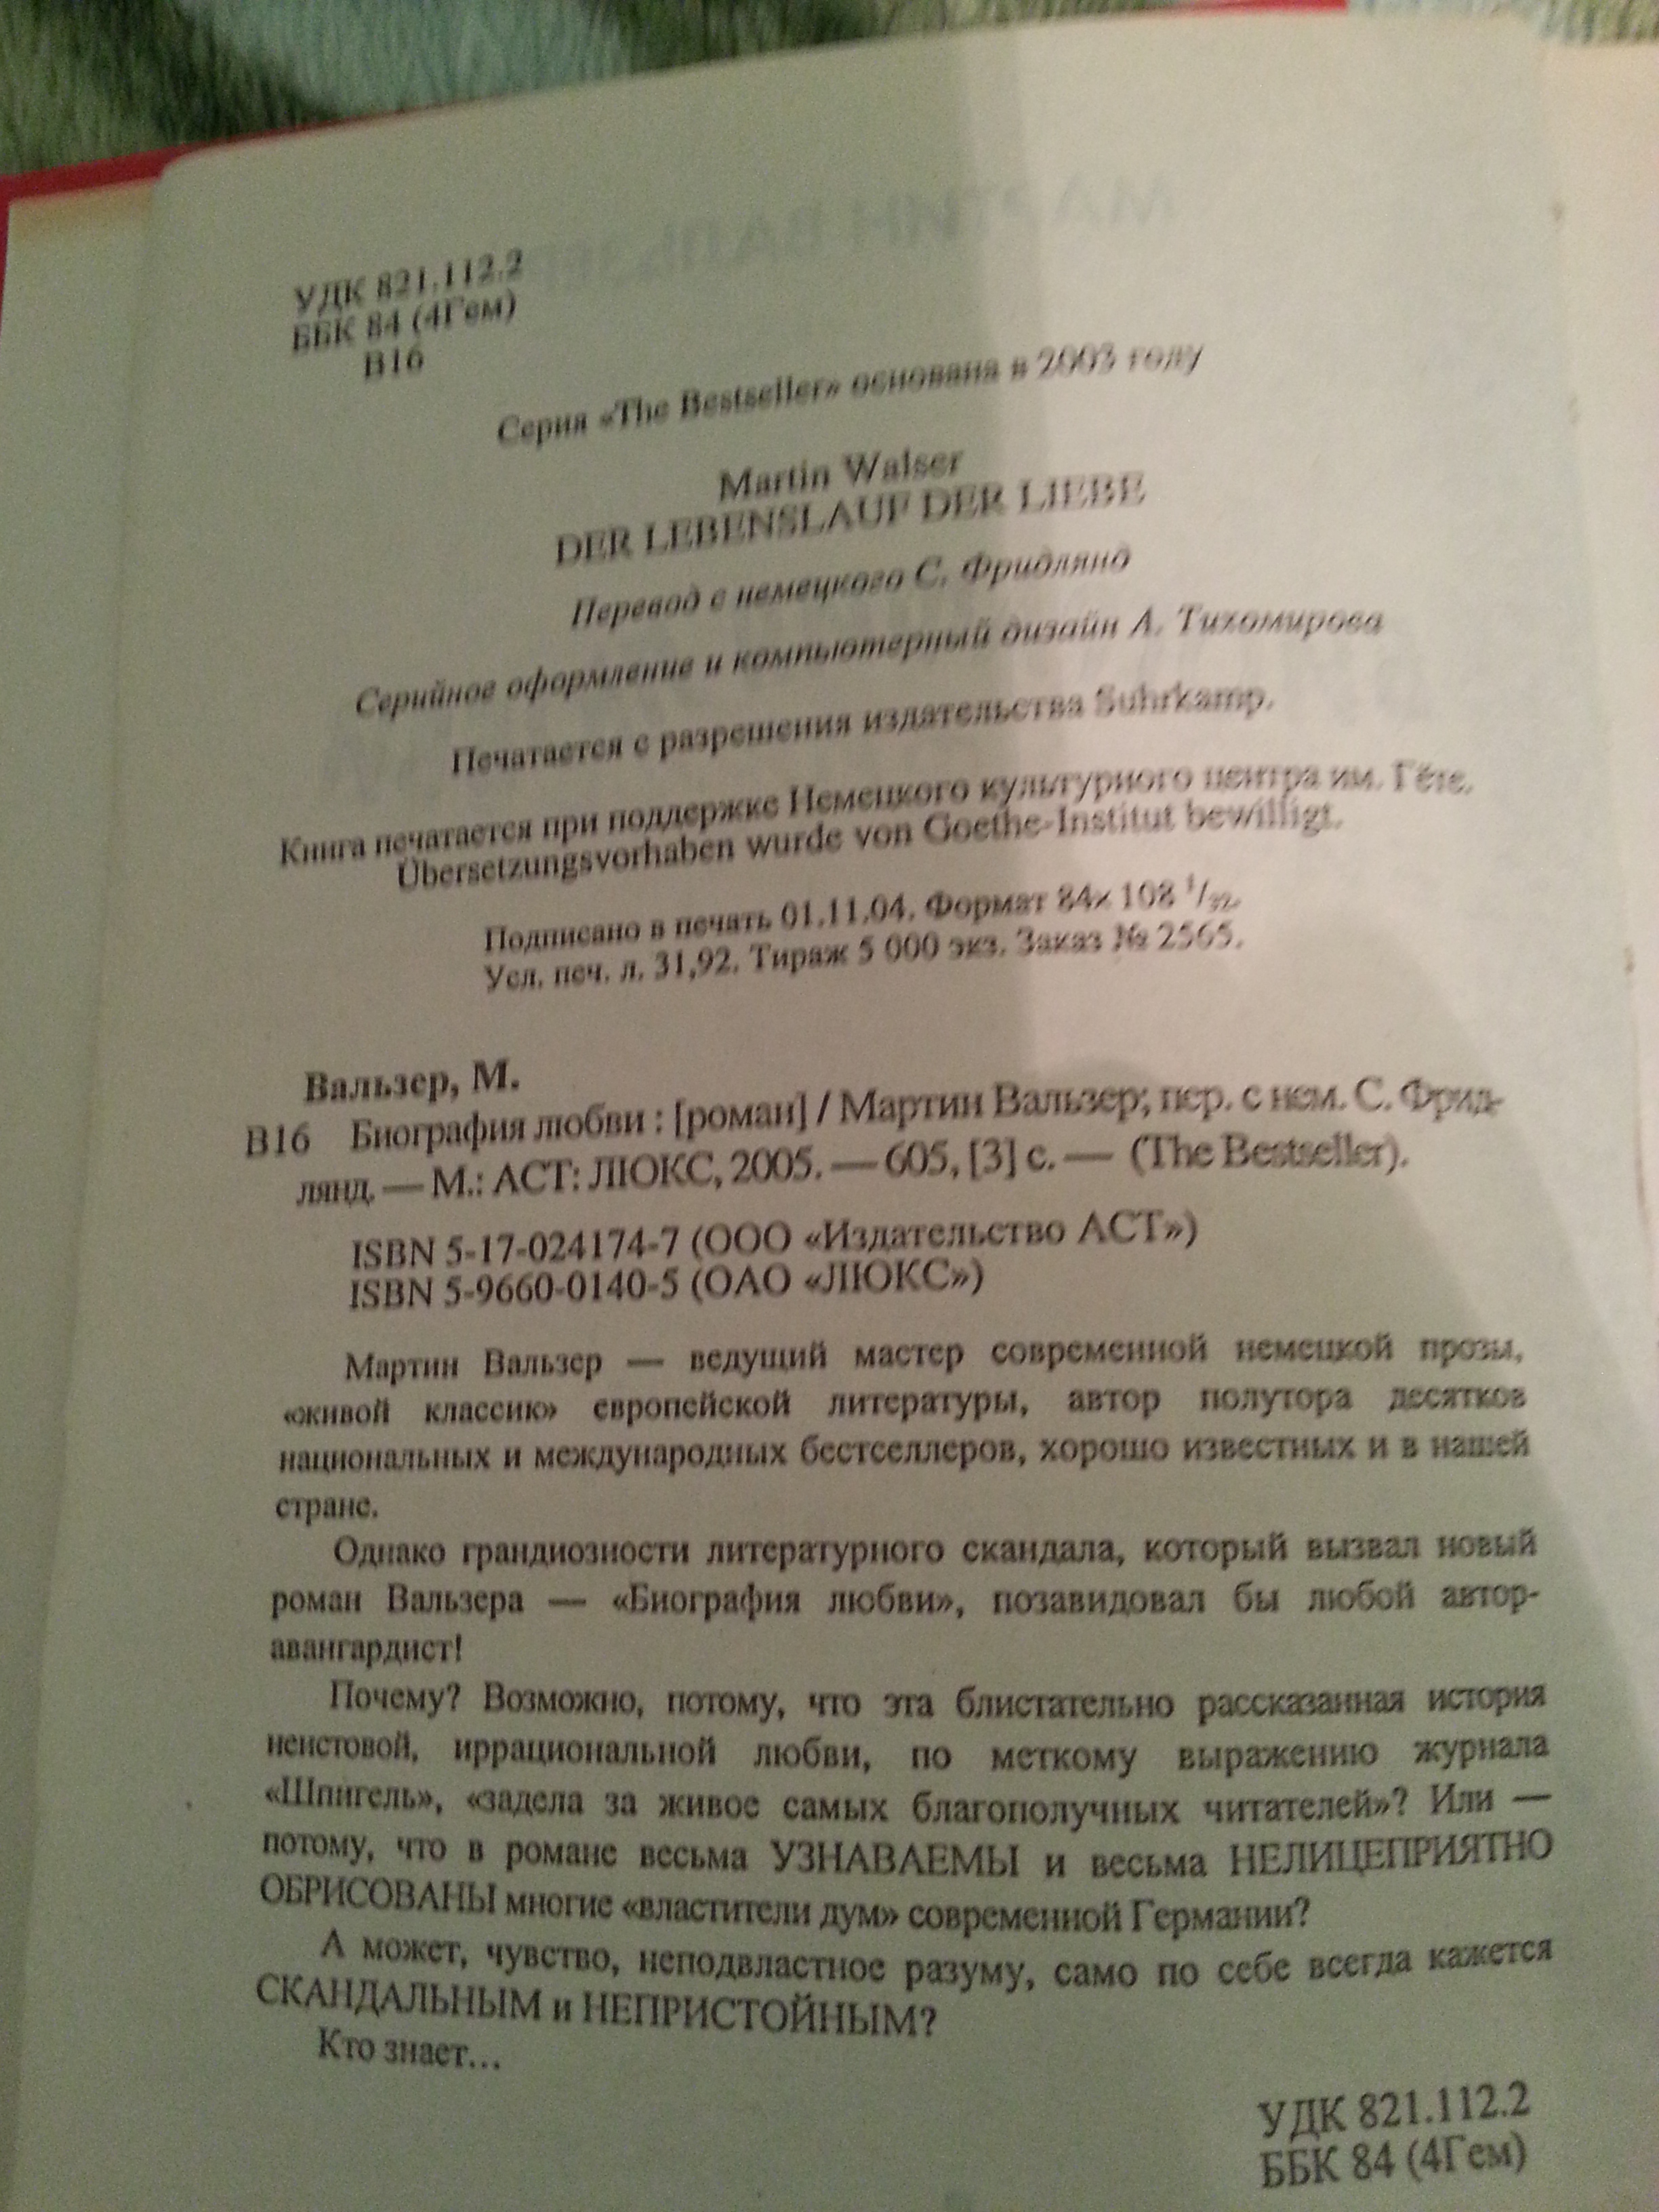 УДК 821.112.2
ББК 84 (4Гем)
В16
Серия «The Bestseller» основана в 2003 году
Martin Walser
DER LEBENSLAUF DER LIEBE
Перевод с немецкого С. Фридлянд
Серийное оформление и компьютерный дизайн А. Тихомирова
Печатается с разрешения издательства Suhrkamp.
Книга печатается при поддержке Немецкого культурного центра им. Гёте.
Übersetzungsvorhaben wurde von Goethe-Institut bewilligt.
Подписано в печать 01.11.04. Формат 84х 108 1/32.
Усл. печ. л. 31,92. Тираж 5 000 экз. Заказ № 2565.
Вальзер, М.
В16 Биография любви : [роман] / Мартин Вальзер; пер. с нем. С. Фрид-
лянд. — М.: АСТ: ЛЮКС, 2005. — 605, [3] с. — (The Bestseller).
ISBN 5-17-024174-7 (ООО «Издательство АСТ»)
ISBN 5-9660-0140-5 (ОАО «ЛЮКС»)
Мартин Вальзер — ведущий мастер современной немецкой прозы,
«живой классик» европейской литературы, автор полутора десятков
национальных и международных бестселлеров, хорошо известных и в нашей
стране.
Однако грандиозности литературного скандала, который вызвал новый
роман Вальзера — «Биография любви», позавидовал бы любой автор-
авангардист!
Почему? Возможно, потому, что эта блистательно рассказанная история
неистовой, иррациональной любви, по меткому выражению журнала
«Шпигель», «задела за живое самых благополучных читателей»? Или —
потому, что в романе весьма УЗНАВАЕМЫ и весьма НЕЛИЦЕПРИЯТНО
ОБРИСОВАНЫ многие «властители дум» современной Германии?
А может, чувство, неподвластное разуму, само по себе всегда кажется
СКАНДАЛЬНЫМ и НЕПРИСТОЙНЫМ?
Кто знает...
УДК 821.112.2
ББК 84 (4Гем)